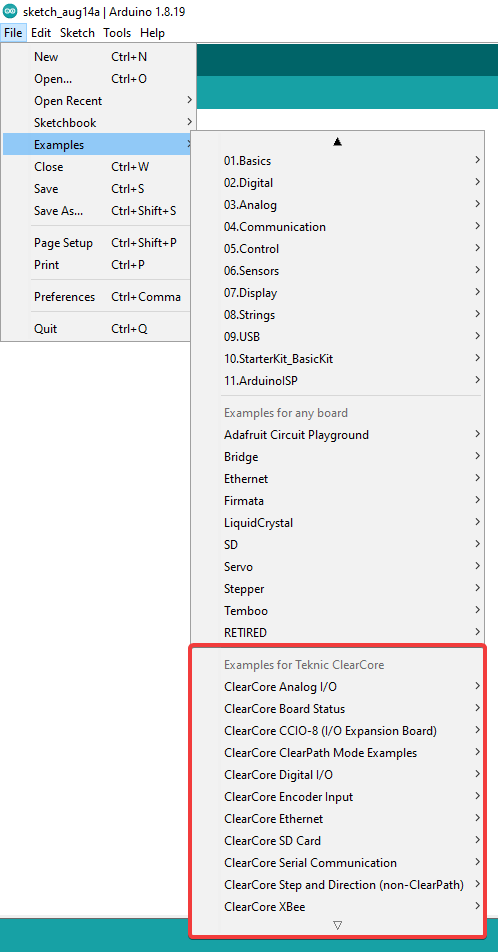 sketch_aug14a | Arduino 1.8.19
File Edit Sketch Tools Help
New Ctrl+N
Open... Ctrl+O
Open Recent
Sketchbook
Examples
Close Ctrl+W
Save Ctrl+S
Save As... Ctrl+Shift+S
Page Setup Ctrl+Shift+P
Print Ctrl+P
Preferences Ctrl+Comma
Quit Ctrl+Q
01.Basics
02.Digital
03.Analog
04.Communication
05.Control
06.Sensors
07.Display
08.Strings
09.USB
10.StarterKit_BasicKit
11.ArduinoISP
Examples for any board
Adafruit Circuit Playground
Bridge
Ethernet
Firmata
LiquidCrystal
SD
Servo
Stepper
Temboo
RETIRED
Examples for Teknic ClearCore
ClearCore Analog I/O
ClearCore Board Status
ClearCore CCIO-8 (I/O Expansion Board)
ClearCore ClearPath Mode Examples
ClearCore Digital I/O
ClearCore Encoder Input
ClearCore Ethernet
ClearCore SD Card
ClearCore Serial Communication
ClearCore Step and Direction (non-ClearPath)
ClearCore XBee